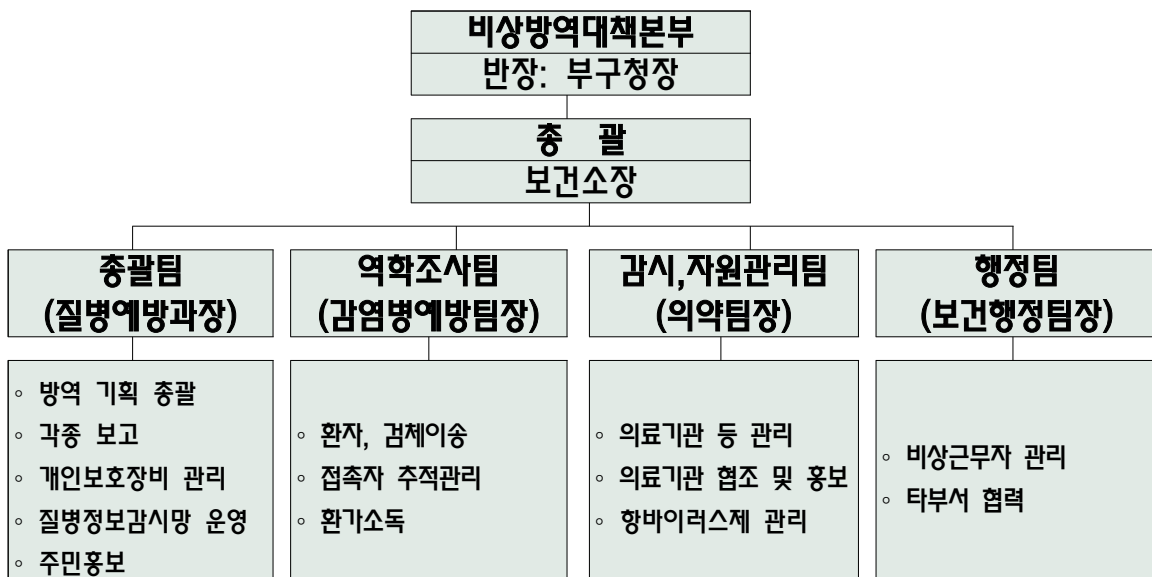 비상방역대책본부
반장: 부구청장
총 괄
보건소장
총괄팀
(질병예방과장)
◦ 방역 기획 총괄
◦ 각종 보고
◦ 개인보호장비 관리
◦ 질병정보감시망 운영
◦ 주민홍보
역학조사팀
(감염병예방팀장)
◦ 환자, 검체이송
◦ 접촉자 추적관리
◦ 환가소독
감시,자원관리팀
(의약팀장)
◦ 의료기관 등 관리
◦ 의료기관 협조 및 홍보
◦ 항바이러스제 관리
행정팀
(보건행정팀장)
◦ 비상근무자 관리
◦ 타부서 협력